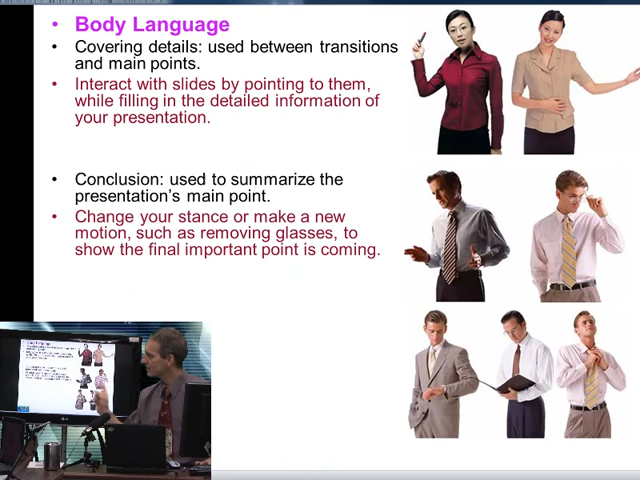 Body Language
Covering details: used between transitions
and main points.
Interact with slides by pointing to them,
while filling in the detailed information of
your presentation.
Conclusion: used to summarize the
presentation's main point.
Change your stance or make a new
motion, such as removing glasses, to
show the final important point is coming.